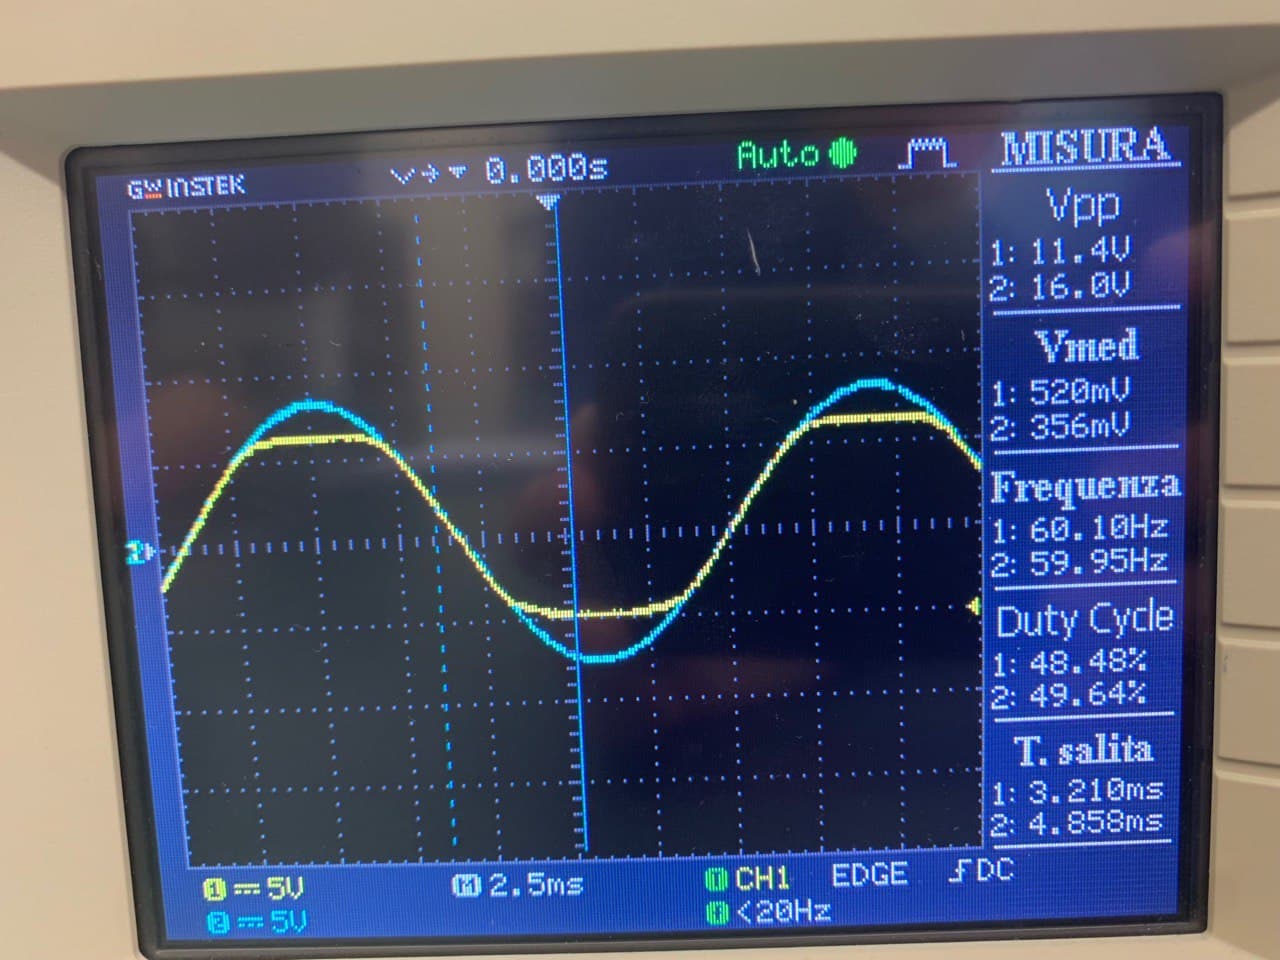 GW INSTEK 0.000s Auto MISURA
Vpp
1: 11.4V
2: 16.0V
Vmed
1: 520mV
2: 356mV
Frequenza
1: 60.10Hz
2: 59.95Hz
Duty Cycle
1: 48.48%
2: 49.64%
T. salita
1: 3.210ms
2: 4.858ms
2
1 5V M 2.5ms T CH1 EDGE DC
2 5V <20Hz